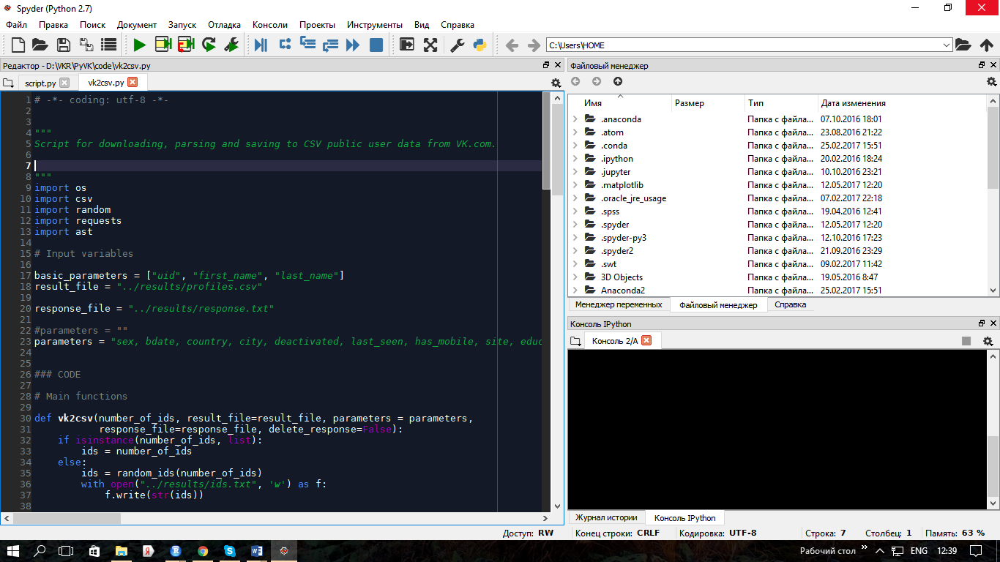 Spyder (Python 2.7)
Файл Правка Поиск Документ Запуск Отладка Консоли Проекты Инструменты Вид Справка
C:\Users\HOME
Редактор - D:\VKR\PyVK\code\vk2csv.py
script.py vk2csv.py
1 # -*- coding: utf-8 -*-
2
3
4 """
5 Script for downloading, parsing and saving to CSV public user data from VK.com.
6
7
8 """
9 import os
10 import csv
11 import random
12 import requests
13 import ast
14
15 # Input variables
16
17 basic_parameters = ["uid", "first_name", "last_name"]
18 result_file = "../results/profiles.csv"
19
20 response_file = "../results/response.txt"
21
22 #parameters = ""
23 parameters = "sex, bdate, country, city, deactivated, last_seen, has_mobile, site, educ
24
25
26 ### CODE
27
28 # Main functions
29
30 def vk2csv(number_of_ids, result_file=result_file, parameters = parameters,
31 response_file=response_file, delete_response=False):
32 if isinstance(number_of_ids, list):
33 ids = number_of_ids
34 else:
35 ids = random_ids(number_of_ids)
36 with open("../results/ids.txt", 'w') as f:
37 f.write(str(ids))
38
Файловый менеджер
Имя Размер Тип Дата изменения
.anaconda Папка с файла... 07.10.2016 18:01
.atom Папка с файла... 23.08.2016 21:22
.conda Папка с файла... 25.02.2017 15:51
.ipython Папка с файла... 20.02.2016 18:24
.jupyter Папка с файла... 10.10.2016 23:21
.matplotlib Папка с файла... 12.05.2017 12:20
.oracle_jre_usage Папка с файла... 07.02.2017 22:18
.spss Папка с файла... 19.04.2016 12:41
.spyder Папка с файла... 12.05.2017 12:20
.spyder-py3 Папка с файла... 12.10.2016 17:23
.spyder2 Папка с файла... 21.09.2016 23:29
.swt Папка с файла... 09.02.2017 11:42
3D Objects Папка с файла... 19.05.2016 8:47
Anaconda2 Папка с файла... 25.02.2017 15:51
Менеджер переменных Файловый менеджер Справка
Консоль IPython
Консоль 2/A
Журнал истории Консоль IPython
Доступ: RW Конец строки: CRLF Кодировка: UTF-8 Строка: 7 Столбец: 1 Память: 63 %
Рабочий стол » ENG 12:39